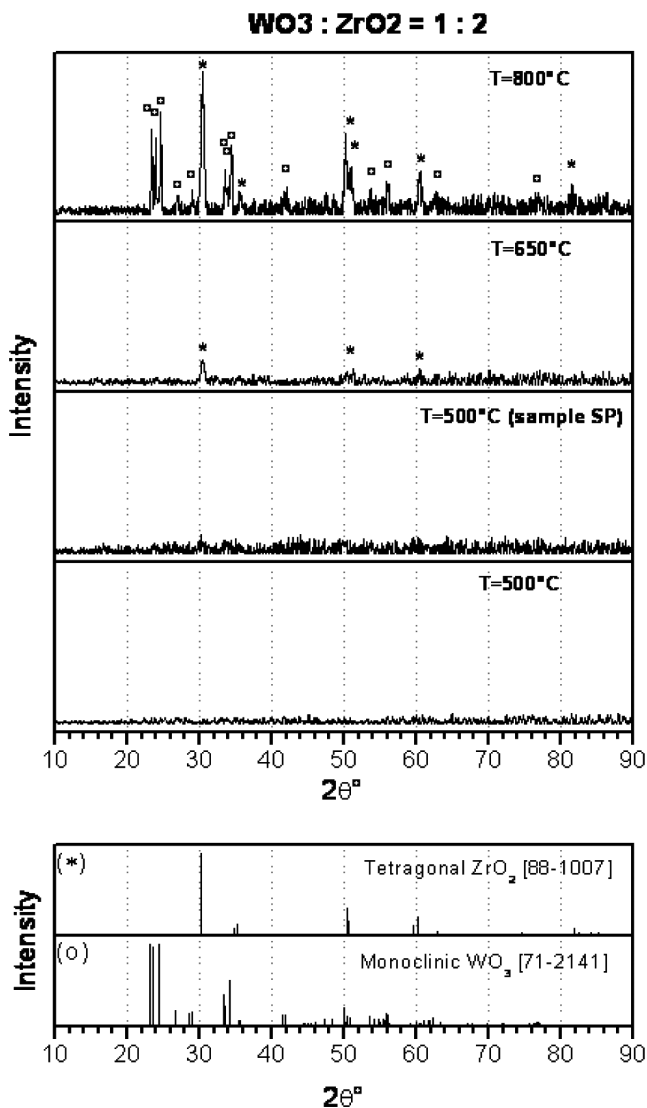 WO3 : ZrO2 = 1 : 2
T=800°C
T=650°C
T=500°C (sample SP)
T=500°C
Intensity
10 20 30 40 50 60 70 80 90
2θ°
(*) Tetragonal ZrO₂ [88-1007]
(o) Monoclinic WO₃ [71-2141]
Intensity
10 20 30 40 50 60 70 80 90
2θ°